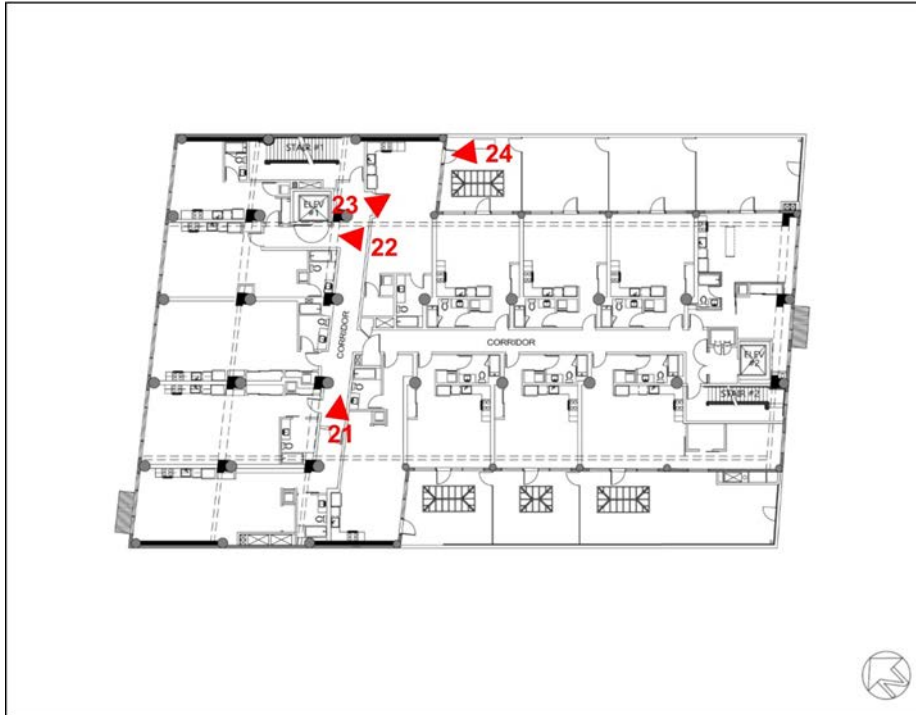 STAIR #1
24
23
ELEV
#1
22
CORRIDOR
CORRIDOR
ELEV
#2
STAIR #2
21